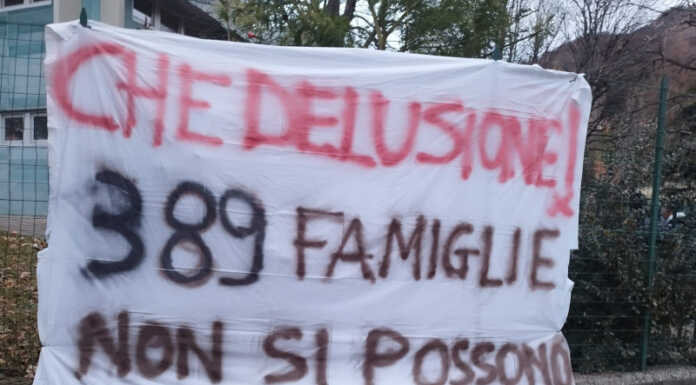 CHE DELUSIONE!
389 FAMIGLIE
NON SI POSSONO